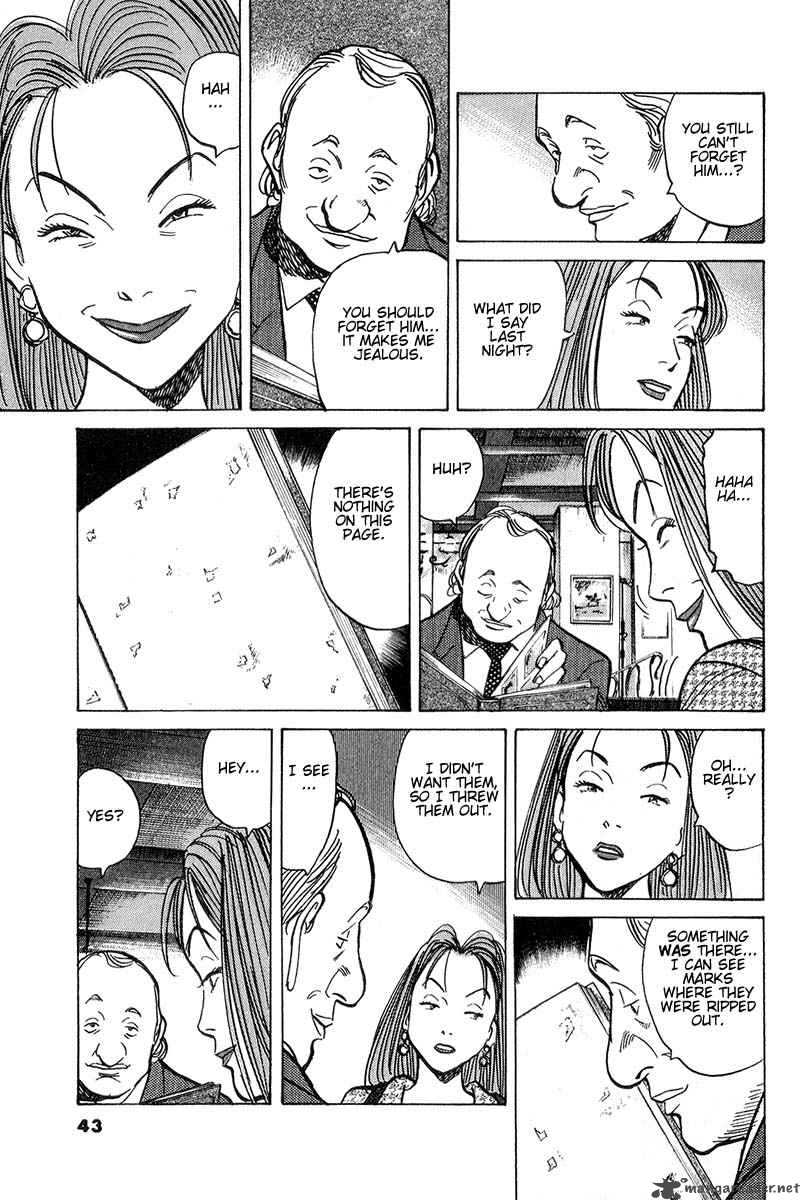 YOU STILL
CAN'T
FORGET
HIM...?
YOU SHOULD
FORGET HIM...
IT MAKES ME
JEALOUS.
HAH
...
WHAT DID
I SAY
LAST
NIGHT?
HAHA
HA...
HUH?
THERE'S
NOTHING
ON THIS
PAGE.
OH...
REALLY
?
SOMETHING
WAS THERE...
I CAN SEE
MARKS
WHERE THEY
WERE RIPPED
OUT.
I DIDN'T
WANT THEM,
SO I THREW
THEM OUT.
I SEE
...
HEY...
YES?
43